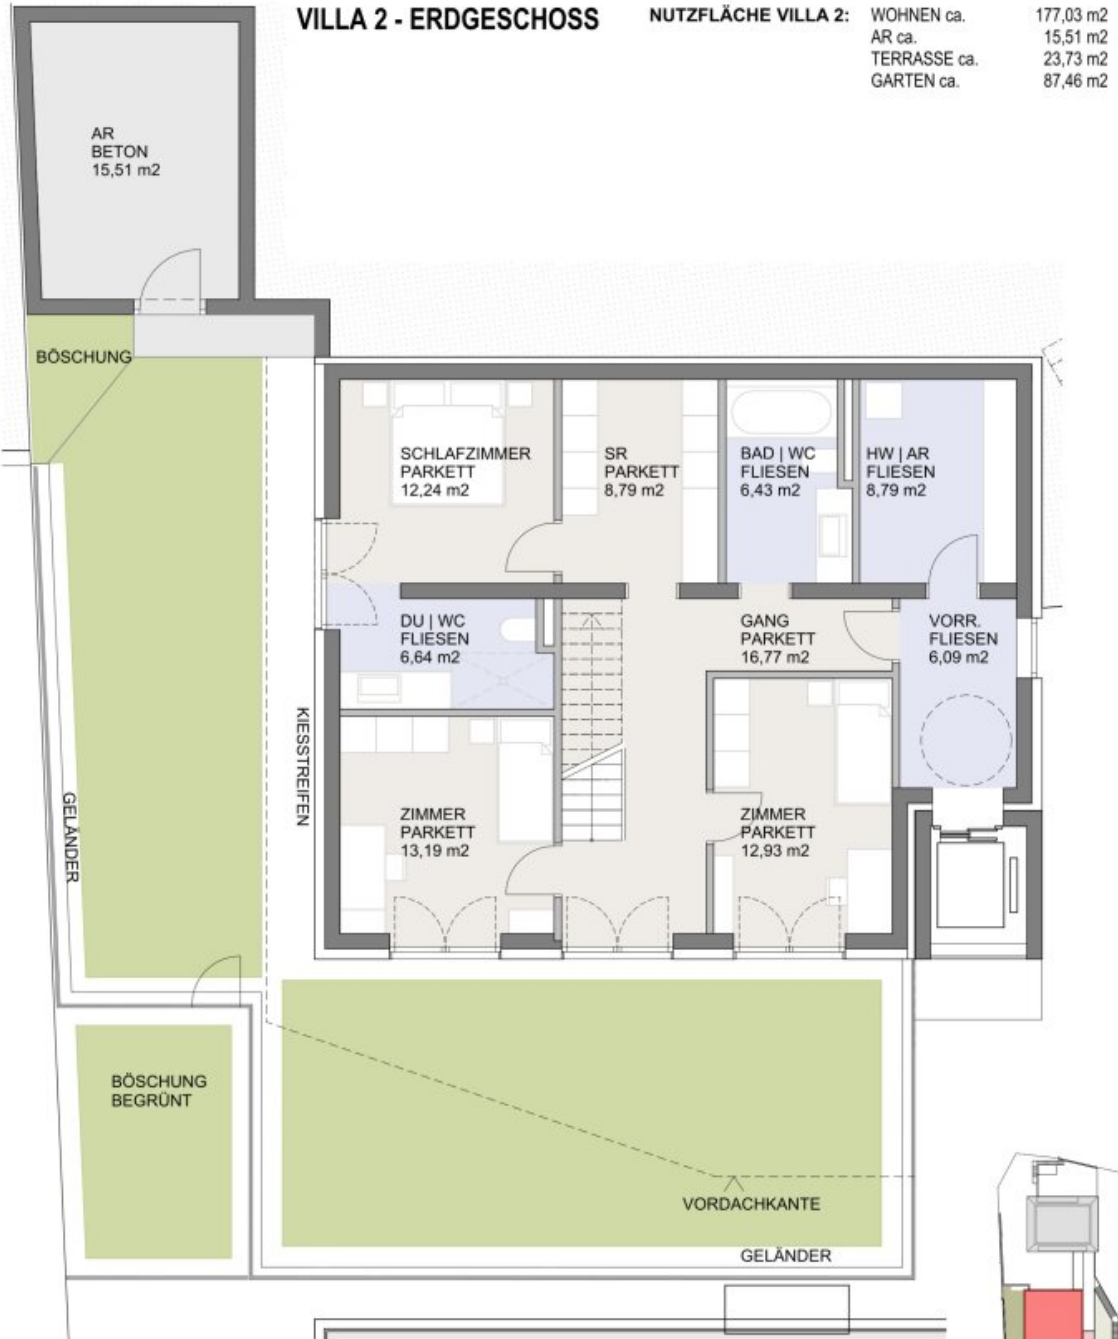 VILLA 2 - ERDGESCHOSS
NUTZFLÄCHE VILLA 2: WOHNEN ca. 177,03 m2
AR ca. 15,51 m2
TERRASSE ca. 23,73 m2
GARTEN ca. 87,46 m2
AR
BETON
15,51 m2
BÖSCHUNG
SCHLAFZIMMER
PARKETT
12,24 m2
SR
PARKETT
8,79 m2
BAD | WC
FLIESEN
6,43 m2
HW | AR
FLIESEN
8,79 m2
DU | WC
FLIESEN
6,64 m2
GANG
PARKETT
16,77 m2
VORR.
FLIESEN
6,09 m2
KIESSTREIFEN
GELÄNDER
ZIMMER
PARKETT
13,19 m2
ZIMMER
PARKETT
12,93 m2
BÖSCHUNG
BEGRÜNT
VORDACHKANTE
GELÄNDER